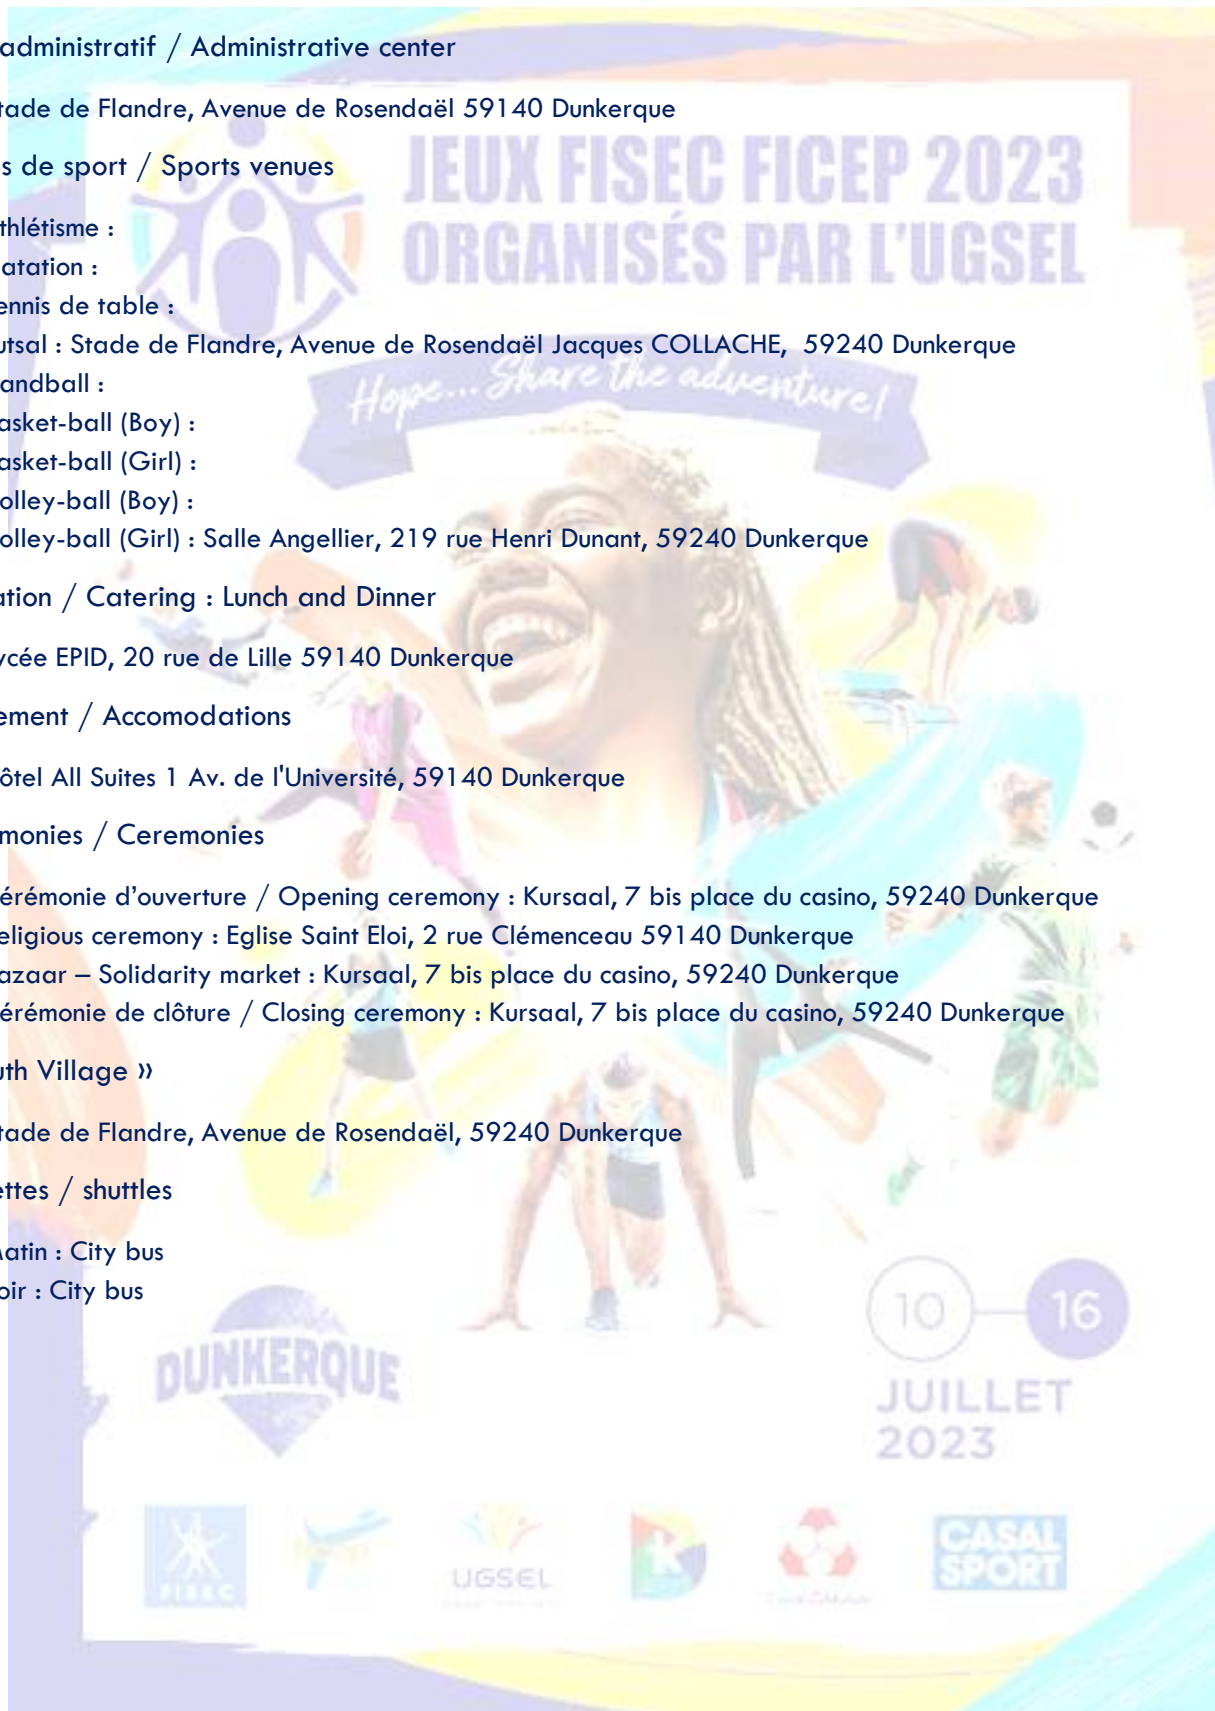 administratif / Administrative center
tade de Flandre, Avenue de Rosendaël 59140 Dunkerque
s de sport / Sports venues
JEUX FISEC FICEP 2023
ORGANISÉS PAR L'UGSEL
thlétisme :
atation :
ennis de table :
utsal : Stade de Flandre, Avenue de Rosendaël Jacques COLLACHE, 59240 Dunkerque
andball :
Hope... Share the adventure!
asket-ball (Boy) :
asket-ball (Girl) :
olley-ball (Boy) :
olley-ball (Girl) : Salle Angellier, 219 rue Henri Dunant, 59240 Dunkerque
ation / Catering : Lunch and Dinner
ycée EPID, 20 rue de Lille 59140 Dunkerque
ement / Accomodations
ôtel All Suites 1 Av. de l'Université, 59140 Dunkerque
monies / Ceremonies
érémonie d’ouverture / Opening ceremony : Kursaal, 7 bis place du casino, 59240 Dunkerque
eligious ceremony : Eglise Saint Eloi, 2 rue Clémenceau 59140 Dunkerque
azaar – Solidarity market : Kursaal, 7 bis place du casino, 59240 Dunkerque
érémonie de clôture / Closing ceremony : Kursaal, 7 bis place du casino, 59240 Dunkerque
uth Village »
tade de Flandre, Avenue de Rosendaël, 59240 Dunkerque
ettes / shuttles
Matin : City bus
oir : City bus
10 16
DUNKERQUE
JUILLET
2023
FISEC
UGSEL
k
CASAL
SPORT